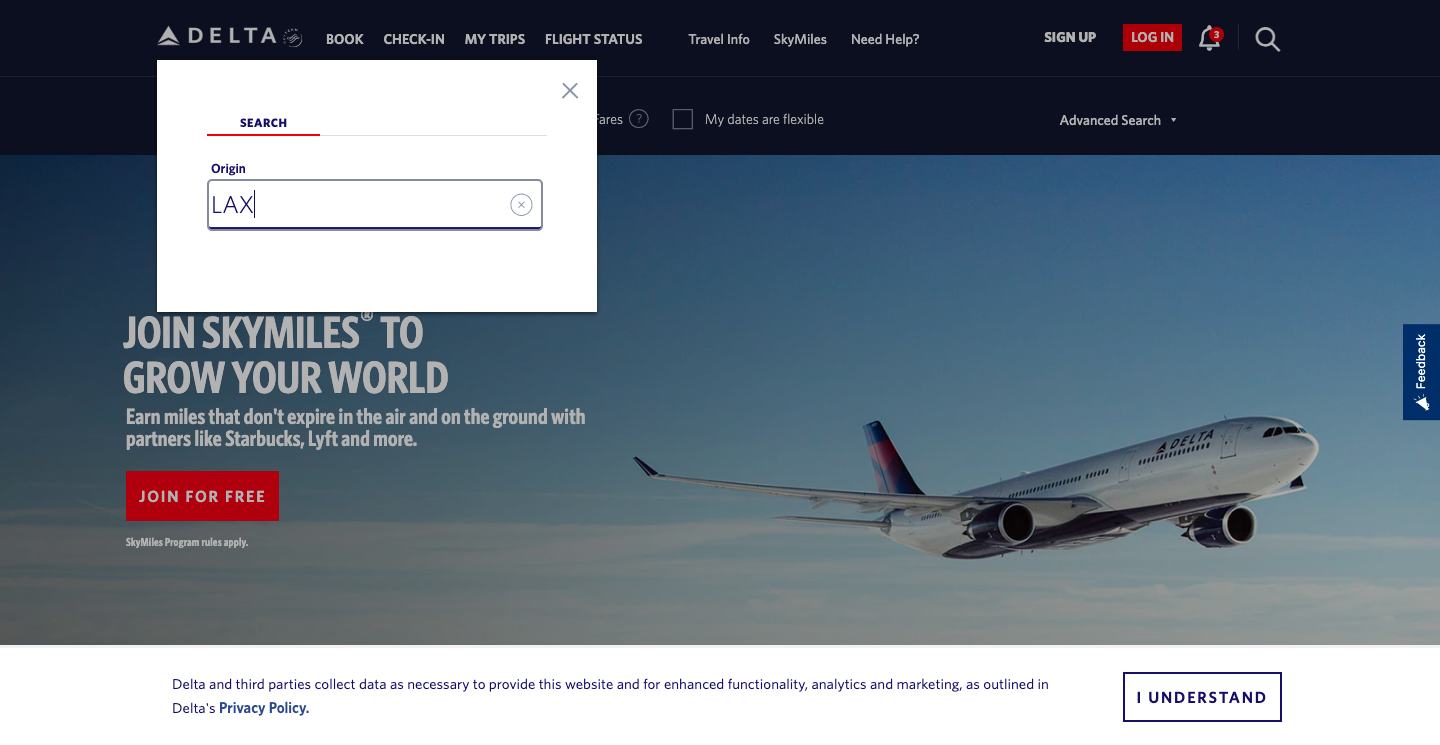 DELTA
BOOK
CHECK-IN
MY TRIPS
FLIGHT STATUS
Travel Info
SkyMiles
Need Help?
SIGN UP
LOG IN
3
SEARCH
Origin
LAX
Fares
?
My dates are flexible
Advanced Search
JOIN SKYMILES® TO
GROW YOUR WORLD
Earn miles that don't expire in the air and on the ground with
partners like Starbucks, Lyft and more.
JOIN FOR FREE
SkyMiles Program rules apply.
DELTA
Feedback
Delta and third parties collect data as necessary to provide this website and for enhanced functionality, analytics and marketing, as outlined in
Delta's Privacy Policy.
I UNDERSTAND